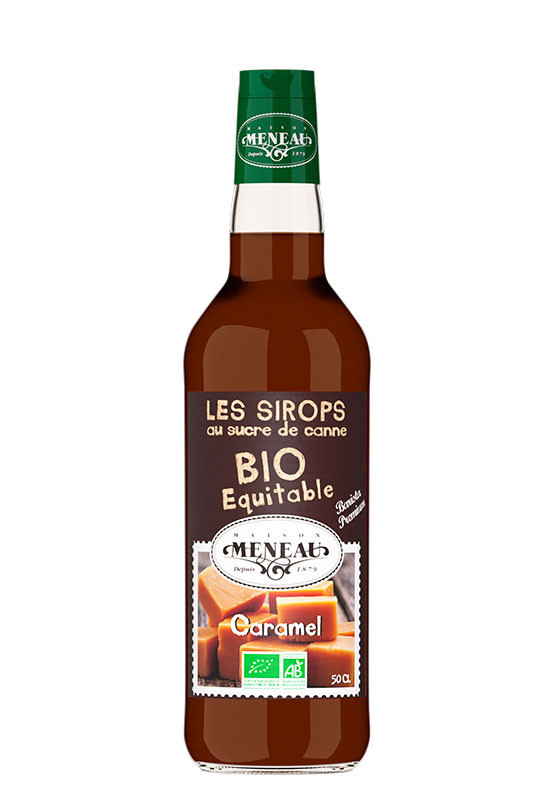 MAISON
MENEAU
Depuis 1879
LES SIROPS
au sucre de canne
BIO
Equitable
Barista
Premium
MAISON
MENEAU
Depuis 1879
Caramel
AB
50 CL